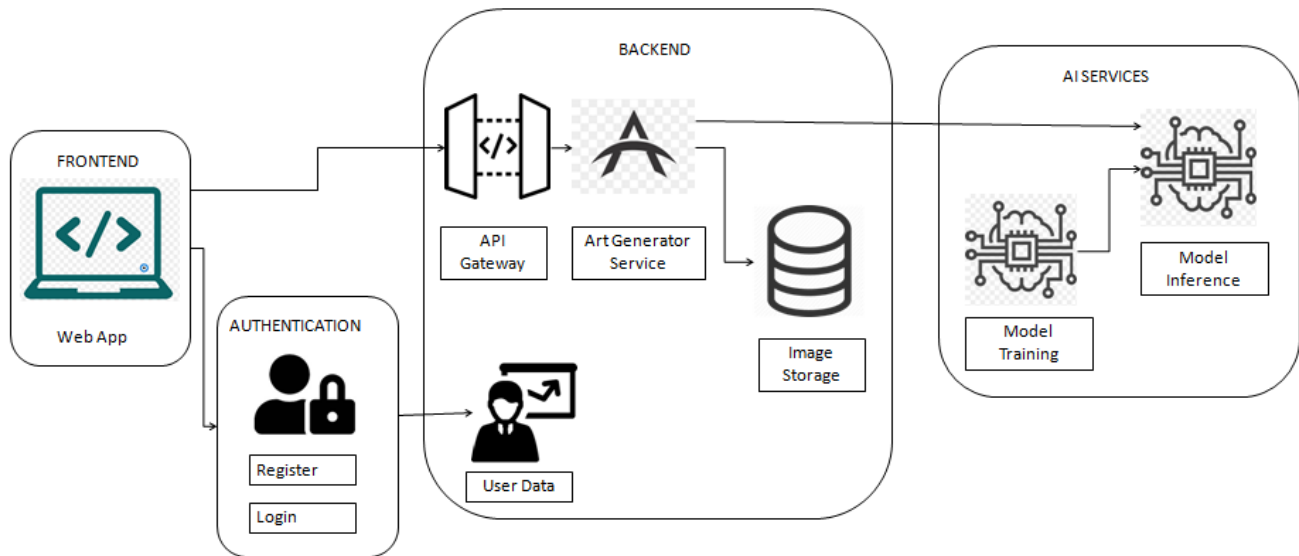 BACKEND
AI SERVICES
FRONTEND
</>
</>
Web App
API
Gateway
Art Generator
Service
Model
Inference
Model
Training
Image
Storage
AUTHENTICATION
Register
Login
User Data